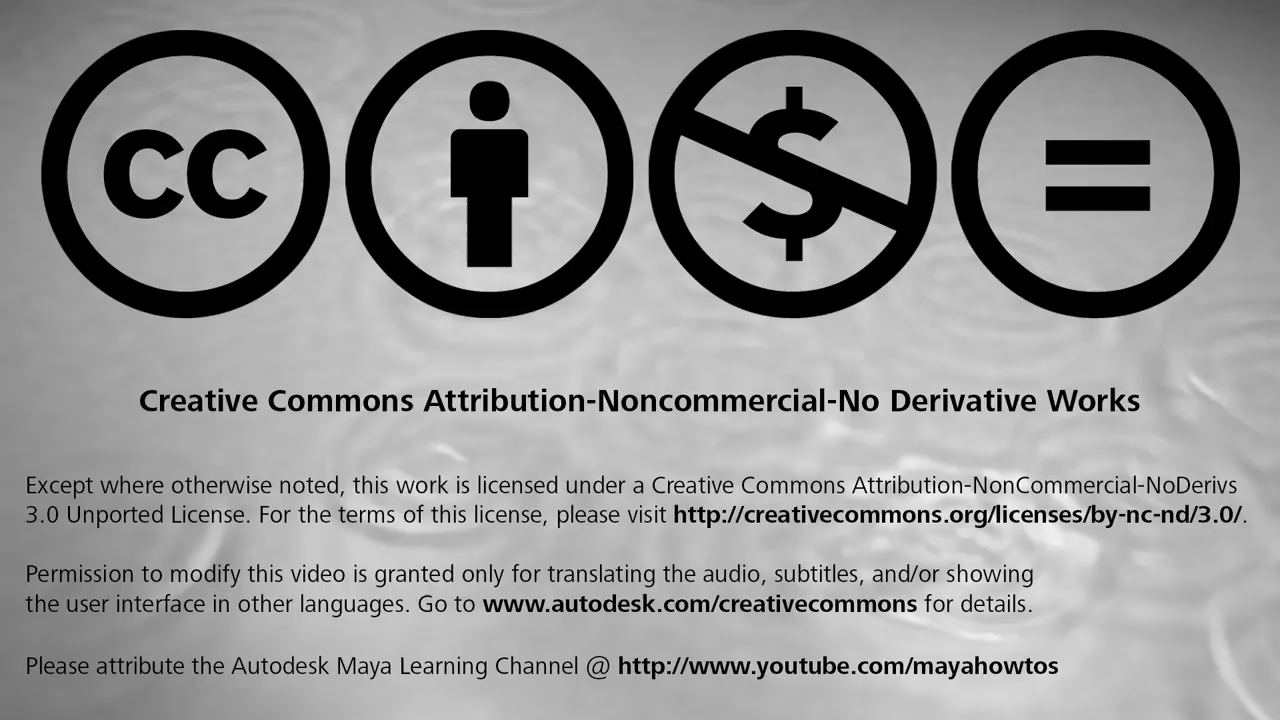 cc $ =
Creative Commons Attribution-Noncommercial-No Derivative Works
Except where otherwise noted, this work is licensed under a Creative Commons Attribution-NonCommercial-NoDerivs
3.0 Unported License. For the terms of this license, please visit http://creativecommons.org/licenses/by-nc-nd/3.0/.
Permission to modify this video is granted only for translating the audio, subtitles, and/or showing
the user interface in other languages. Go to www.autodesk.com/creativecommons for details.
Please attribute the Autodesk Maya Learning Channel @ http://www.youtube.com/mayahowtos